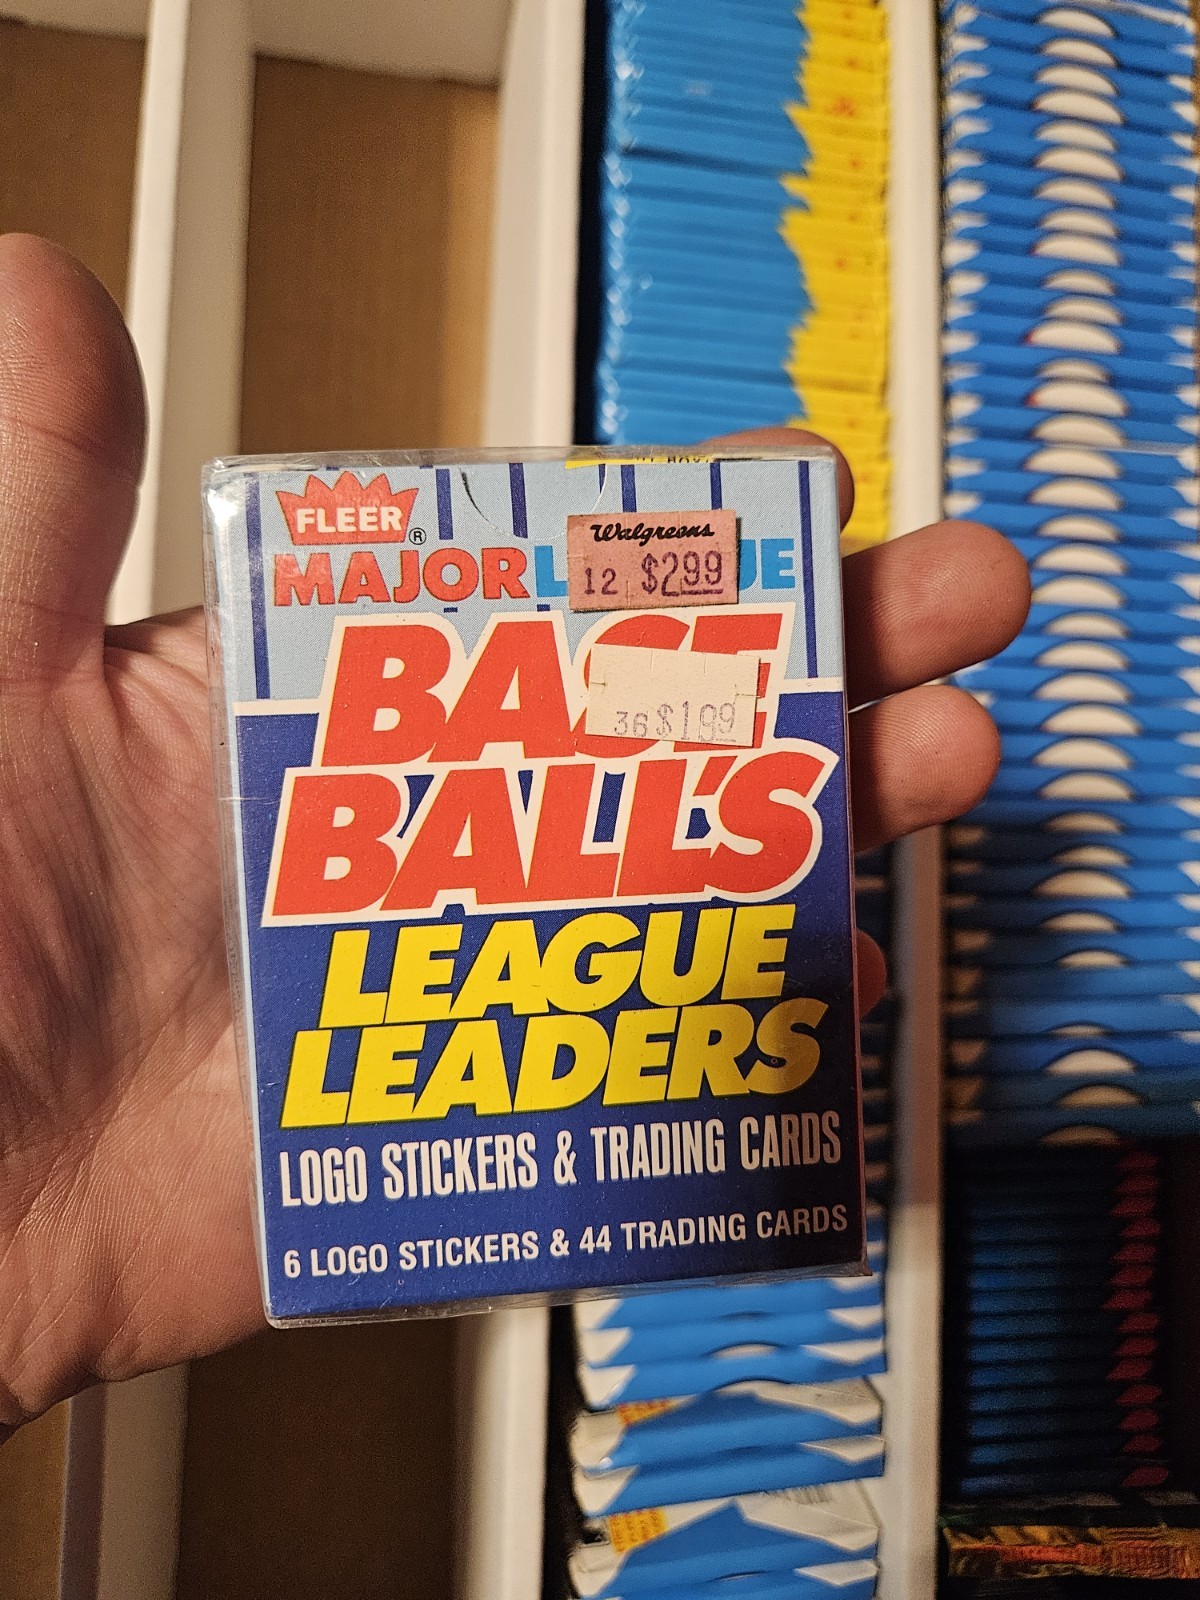 FLEER®
MAJOR L UE
Walgreens
12 $2.99
BASE
36 $1.99
BALL'S
LEAGUE
LEADERS
LOGO STICKERS & TRADING CARDS
6 LOGO STICKERS & 44 TRADING CARDS